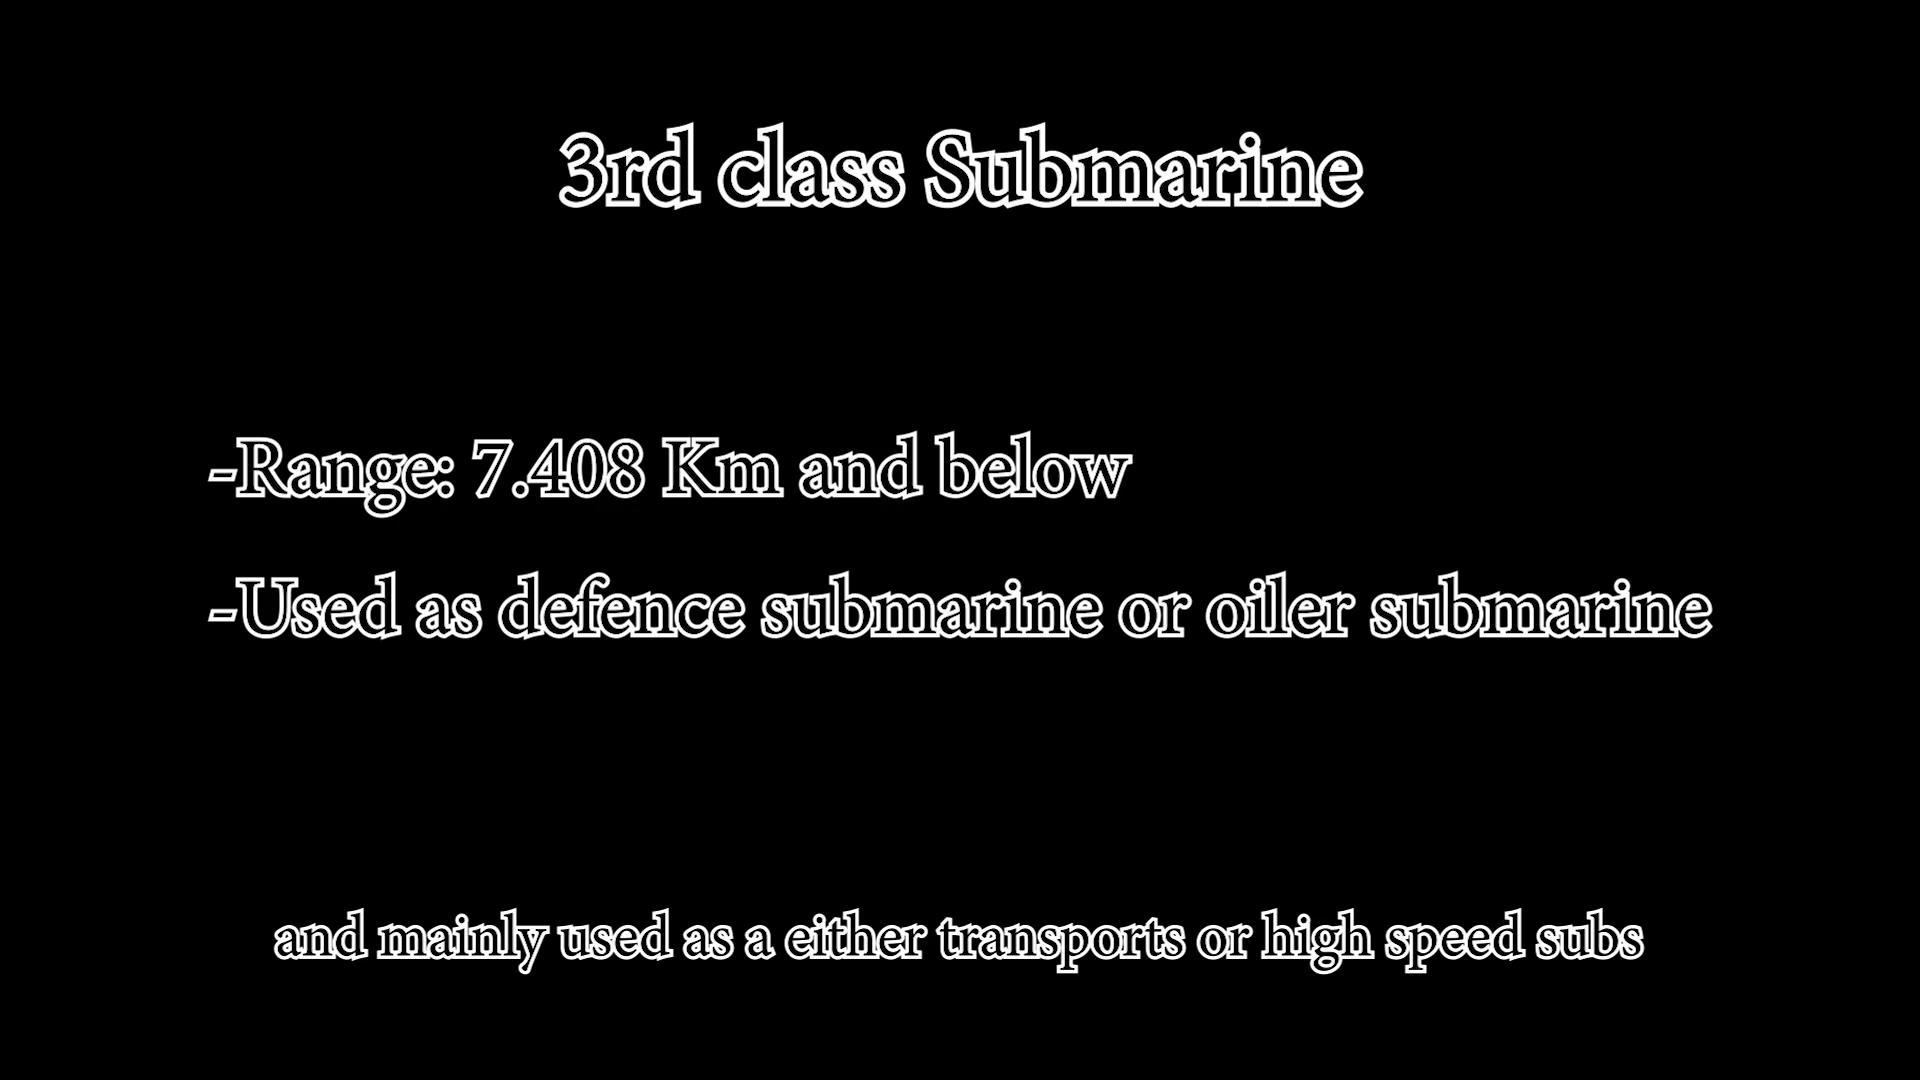 3rd class Submarine
-Range: 7.408 Km and below
-Used as defence submarine or oiler submarine
and mainly used as a either transports or high speed subs